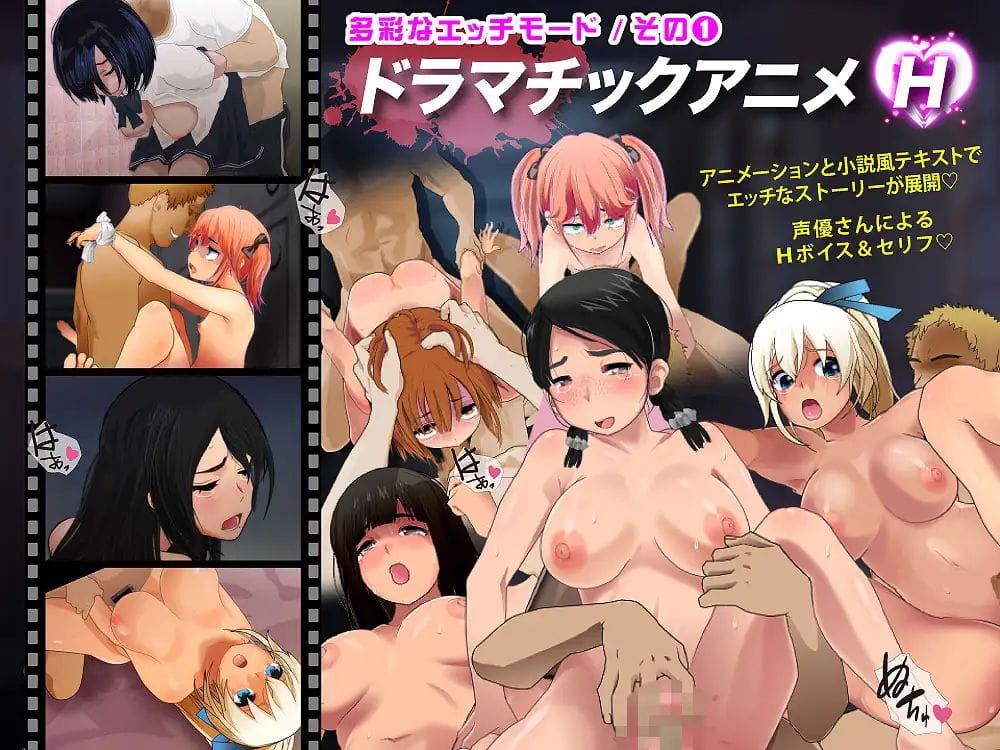 多彩なエッチモード / その❶
ドラマチックアニメ H
アニメーションと小説風テキストで
エッチなストーリーが展開♡
声優さんによる
Hボイス&セリフ♡
はぁっ
はぁっ
はぁっ
ぬちゅ